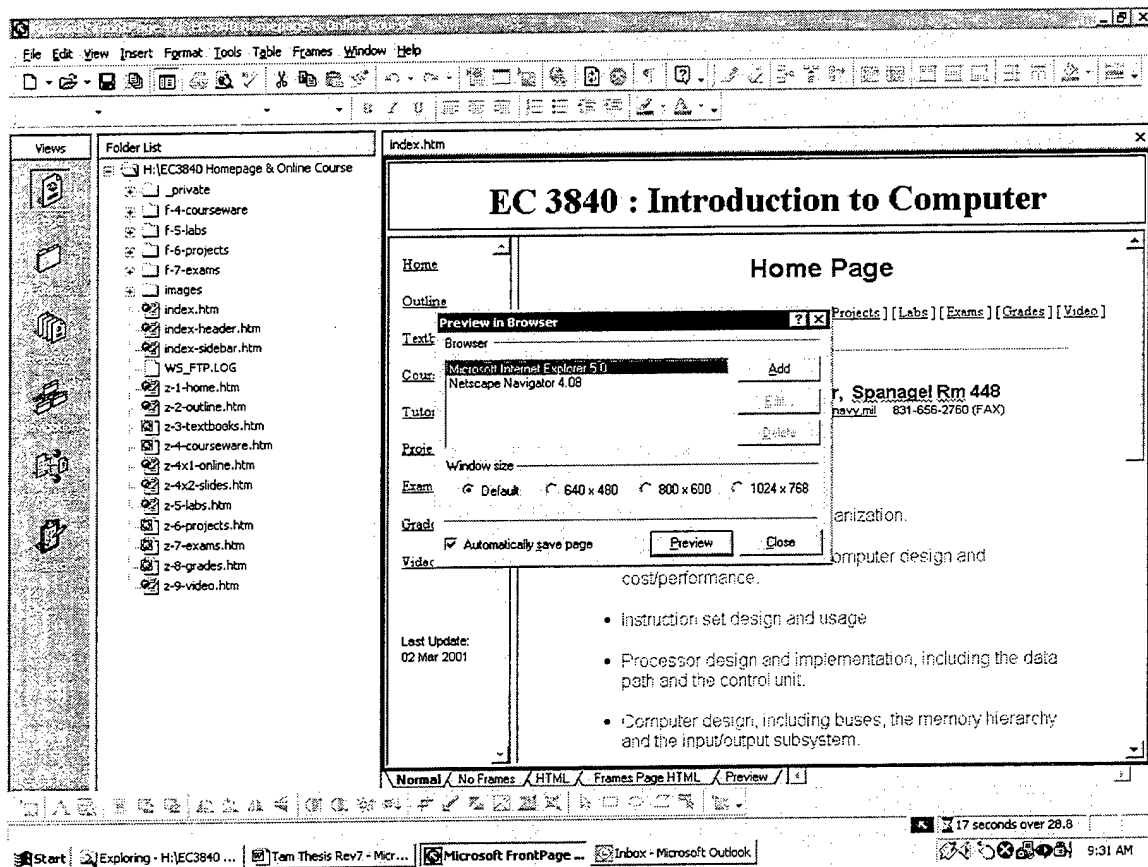 File Edit View Insert Format Tools Table Frames Window Help
B I U
A
Views
Folder List
H:\EC3840 Homepage & Online Course
_private
f-4-courseware
f-5-labs
f-6-projects
f-7-exams
images
index.htm
index-header.htm
index-sidebar.htm
WS_FTP.LOG
z-1-home.htm
z-2-outline.htm
z-3-textbooks.htm
z-4-courseware.htm
z-4x1-online.htm
z-4x2-slides.htm
z-5-labs.htm
z-6-projects.htm
z-7-exams.htm
z-8-grades.htm
z-9-video.htm
index.htm
EC 3840 : Introduction to Computer
Home
Outline
Textb
Cour
Tutor
Proje
Exam
Grade
Video
Last Update:
02 Mar 2001
Home Page
Projects ] [ Labs ] [ Exams ] [ Grades ] [ Video ]
r, Spanagel Rm 448
navy.mil 831-656-2760 (FAX)
anization.
omputer design and
cost/performance.
• Instruction set design and usage
• Processor design and implementation, including the data
path and the control unit.
• Computer design, including buses, the memory hierarchy
and the input/output subsystem.
Preview in Browser
Browser
Microsoft Internet Explorer 5.0
Netscape Navigator 4.08
Add
Edit...
Delete
Window size
Default 640 x 480 800 x 600 1024 x 768
Automatically save page
Preview
Close
Normal No Frames HTML Frames Page HTML Preview
17 seconds over 28.8
Start Exploring - H:\EC3840 ... Tam Thesis Rev7 - Micr... Microsoft FrontPage ... Inbox - Microsoft Outlook 9:31 AM